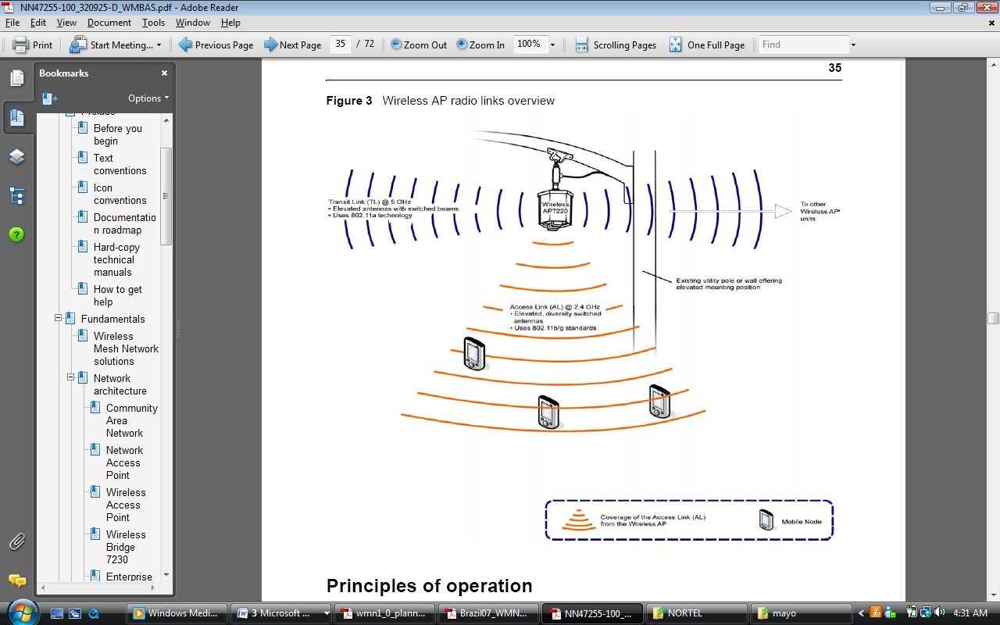 NN47255-100_320925-D_WMBAS.pdf - Adobe Reader
File Edit View Document Tools Window Help
Print Start Meeting... Previous Page Next Page 35 / 72 Zoom Out Zoom In 100% Scrolling Pages One Full Page Find
Bookmarks
Options
Before you
begin
Text
conventions
Icon
conventions
Documentatio
n roadmap
Hard-copy
technical
manuals
How to get
help
Fundamentals
Wireless
Mesh Network
solutions
Network
architecture
Community
Area
Network
Network
Access
Point
Wireless
Access
Point
Wireless
Bridge
7230
Enterprise
35
Figure 3 Wireless AP radio links overview
Transit Link (TL) @ 5 GHz
• Elevated antennas with switched beams
• Uses 802.11a technology
Wireless
AP7220
To other
Wireless AP
units
Existing utility pole or wall offering
elevated mounting position
Access Link (AL) @ 2.4 GHz
• Elevated, diversity switched
antennas
• Uses 802.11b/g standards
Coverage of the Access Link (AL)
from the Wireless AP
Mobile Node
Principles of operation
Windows Medi... 3 Microsoft ... wmn1_0_plann... Brazil07_WMN... NN47255-100_... NORTEL mayo 4:31 AM